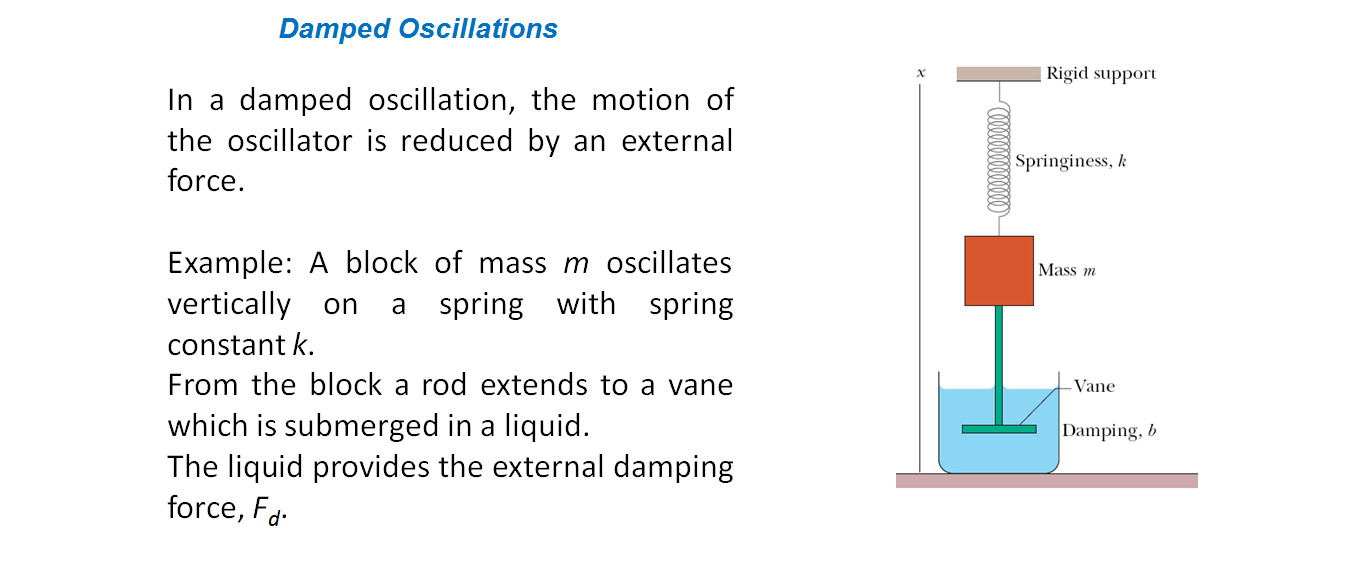 Damped Oscillations
In a damped oscillation, the motion of
the oscillator is reduced by an external
force.
Example: A block of mass m oscillates
vertically on a spring with spring
constant k.
From the block a rod extends to a vane
which is submerged in a liquid.
The liquid provides the external damping
force, Fd.
x
Rigid support
Springiness, k
Mass m
Vane
Damping, b